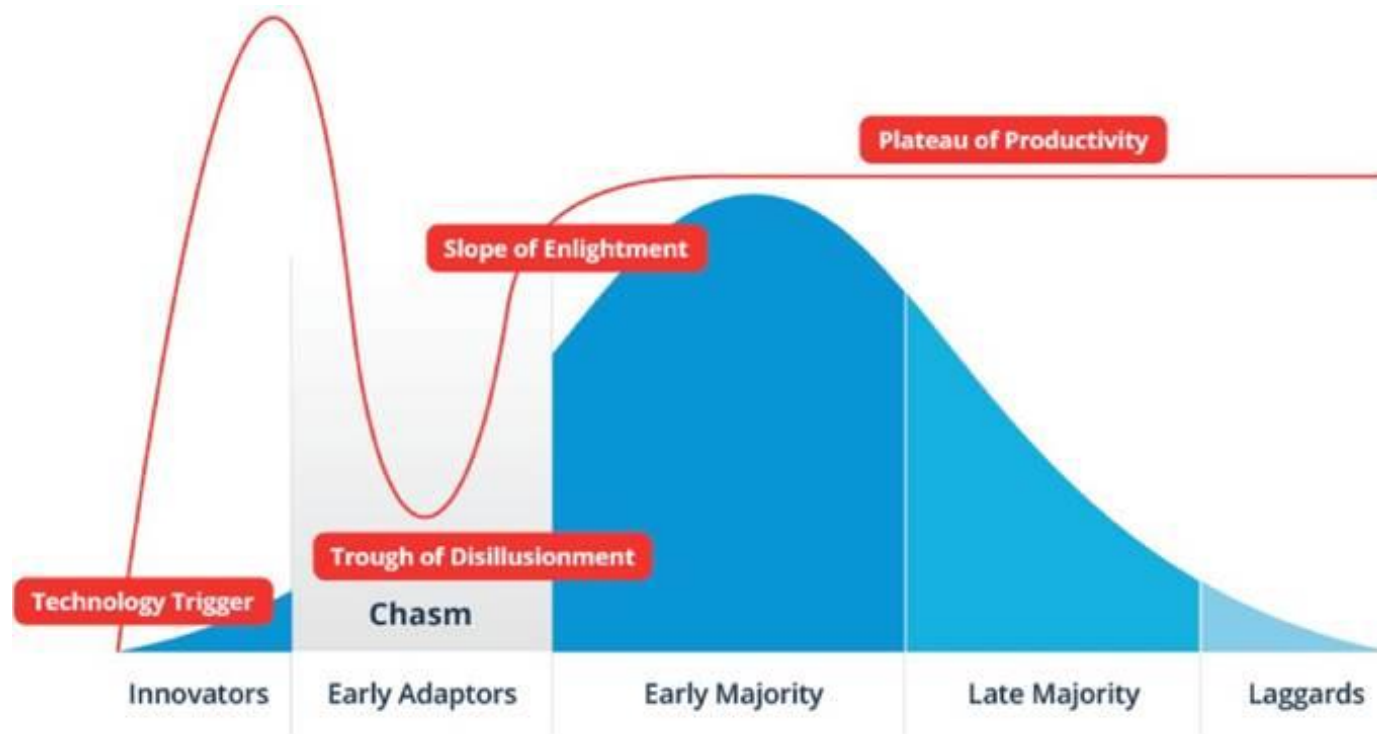 Plateau of Productivity
Slope of Enlightment
Trough of Disillusionment
Technology Trigger
Chasm
Innovators
Early Adaptors
Early Majority
Late Majority
Laggards